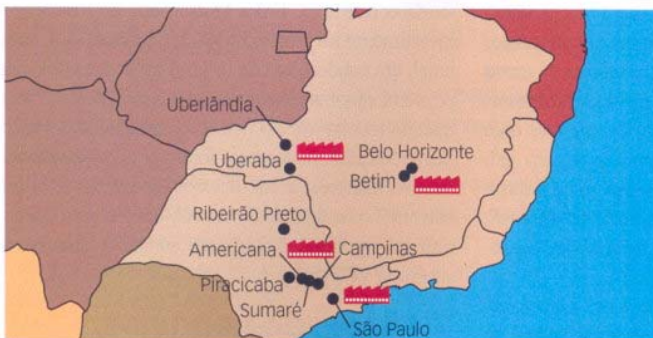 Uberlândia
Uberaba
Belo Horizonte
Betim
Ribeirão Preto
Americana
Campinas
Piracicaba
Sumaré
São Paulo